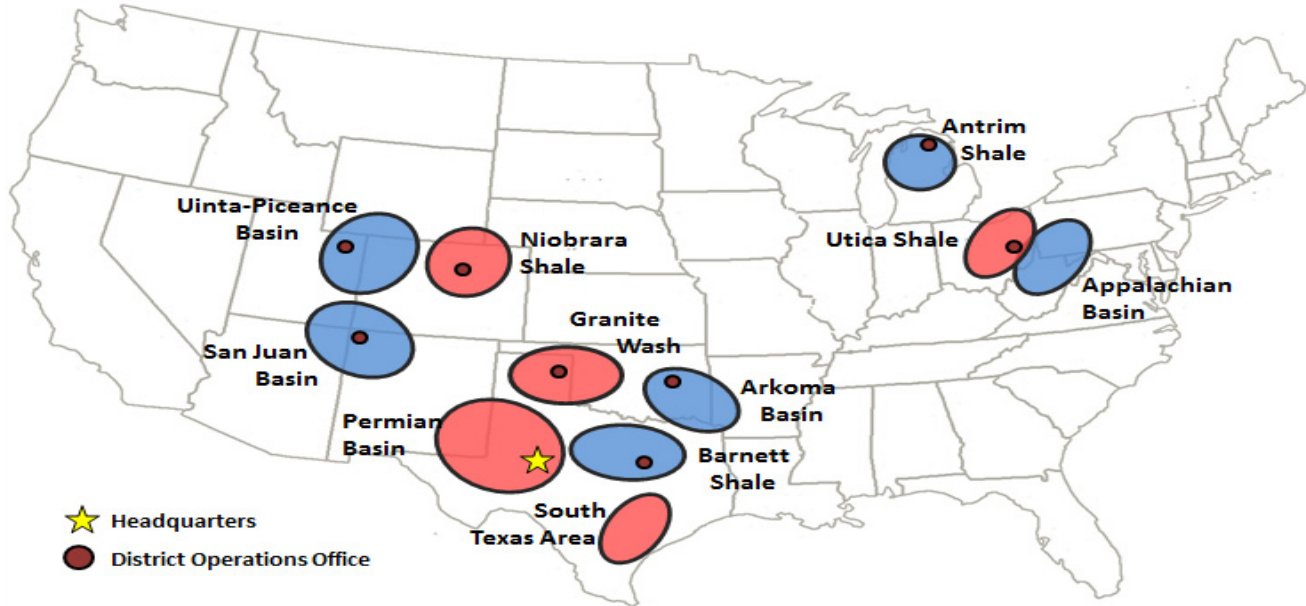 Antrim
Shale
Uinta-Piceance
Basin
Niobrara
Shale
Utica Shale
Appalachian
Basin
Granite
Wash
San Juan
Basin
Arkoma
Basin
Permian
Basin
Barnett
Shale
South
Texas Area
Headquarters
District Operations Office